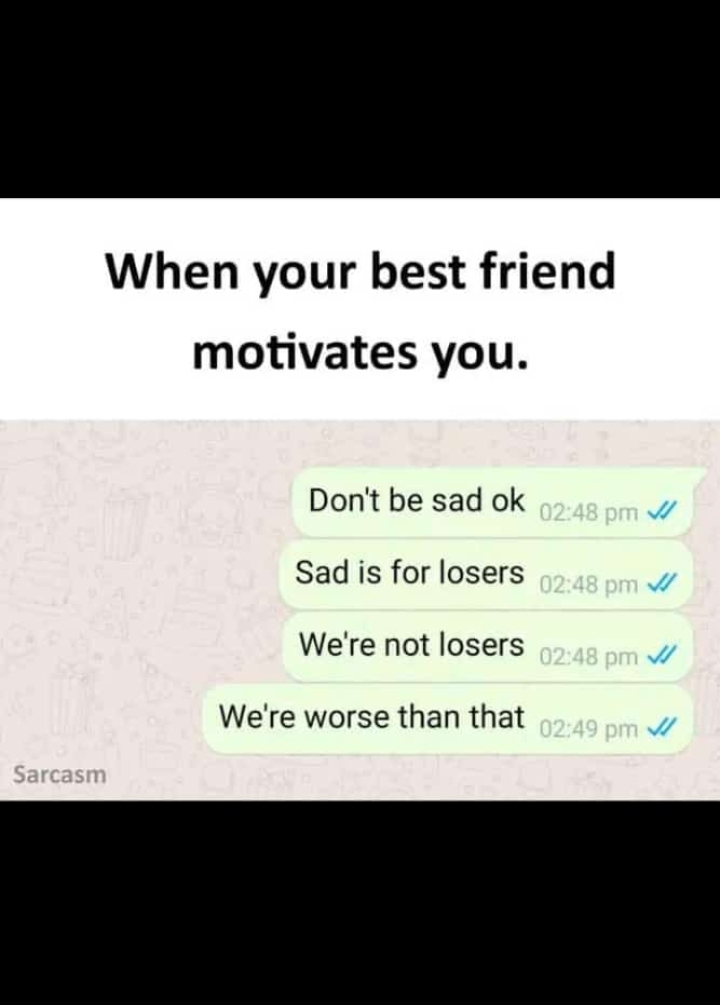 When your best friend
motivates you.
Don't be sad ok 02:48 pm
Sad is for losers 02:48 pm
We're not losers 02:48 pm
We're worse than that 02:49 pm
Sarcasm